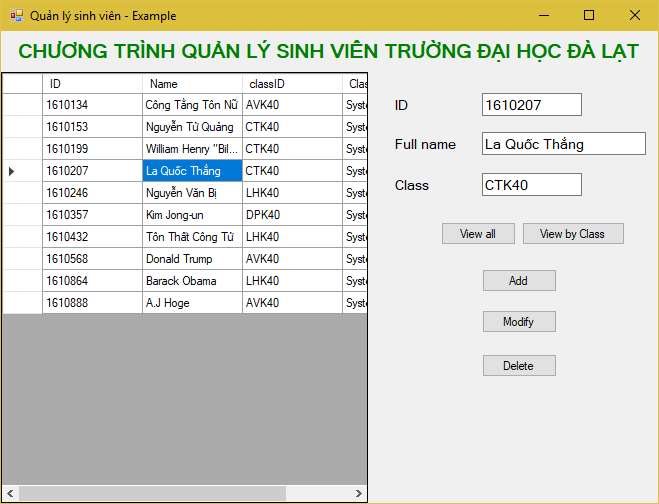 Quản lý sinh viên - Example
CHƯƠNG TRÌNH QUẢN LÝ SINH VIÊN TRƯỜNG ĐẠI HỌC ĐÀ LẠT
ID Name classID Clas
1610134 Công Tằng Tôn Nữ AVK40 Syste
1610153 Nguyễn Tử Quảng CTK40 Syste
1610199 William Henry "Bil... CTK40 Syste
1610207 La Quốc Thắng CTK40 Syste
1610246 Nguyễn Văn Bị LHK40 Syste
1610357 Kim Jong-un DPK40 Syste
1610432 Tôn Thất Công Tử LHK40 Syste
1610568 Donald Trump AVK40 Syste
1610864 Barack Obama LHK40 Syste
1610888 A.J Hoge AVK40 Syste
ID 1610207
Full name La Quốc Thắng
Class CTK40
View all View by Class
Add
Modify
Delete